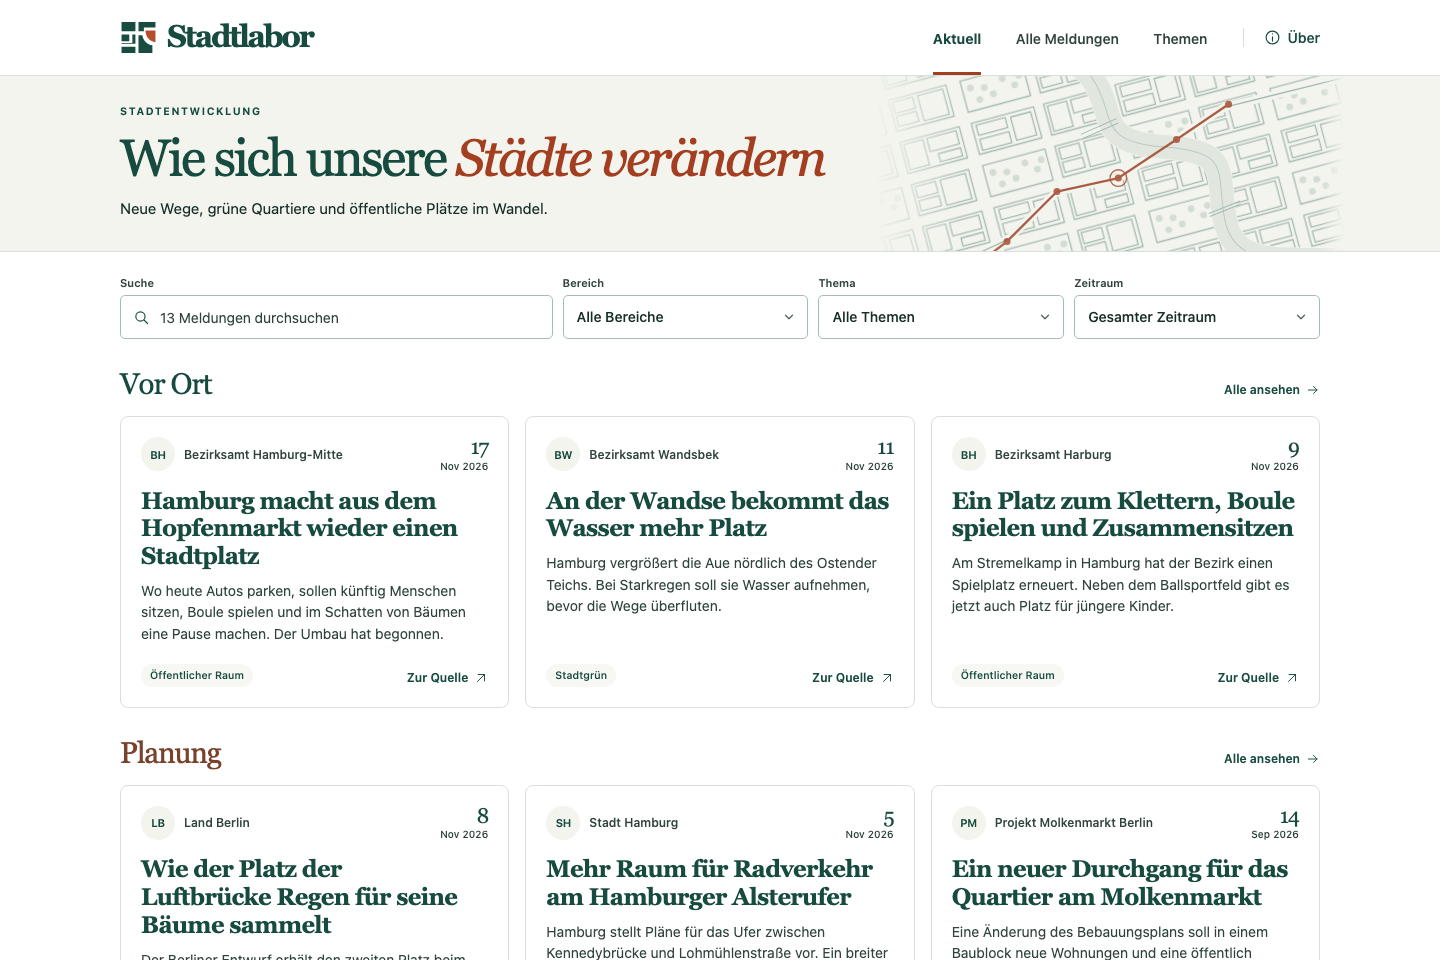 Stadtlabor
Aktuell
Alle Meldungen
Themen
Über
STADTENTWICKLUNG
Wie sich unsere Städte verändern
Neue Wege, grüne Quartiere und öffentliche Plätze im Wandel.
Suche
Bereich
Thema
Zeitraum
13 Meldungen durchsuchen
Alle Bereiche
Alle Themen
Gesamter Zeitraum
Vor Ort
Alle ansehen
BH
Bezirksamt Hamburg-Mitte
17
Nov 2026
Hamburg macht aus dem
Hopfenmarkt wieder einen
Stadtplatz
Wo heute Autos parken, sollen künftig Menschen
sitzen, Boule spielen und im Schatten von Bäumen
eine Pause machen. Der Umbau hat begonnen.
Öffentlicher Raum
Zur Quelle
BW
Bezirksamt Wandsbek
11
Nov 2026
An der Wandse bekommt das
Wasser mehr Platz
Hamburg vergrößert die Aue nördlich des Ostender
Teichs. Bei Starkregen soll sie Wasser aufnehmen,
bevor die Wege überfluten.
Stadtgrün
Zur Quelle
BH
Bezirksamt Harburg
9
Nov 2026
Ein Platz zum Klettern, Boule
spielen und Zusammensitzen
Am Stremelkamp in Hamburg hat der Bezirk einen
Spielplatz erneuert. Neben dem Ballsportfeld gibt es
jetzt auch Platz für jüngere Kinder.
Öffentlicher Raum
Zur Quelle
Planung
Alle ansehen
LB
Land Berlin
8
Nov 2026
Wie der Platz der
Luftbrücke Regen für seine
Bäume sammelt
Der Berliner Entwurf erhält den zweiten Platz beim
SH
Stadt Hamburg
5
Nov 2026
Mehr Raum für Radverkehr
am Hamburger Alsterufer
Hamburg stellt Pläne für das Ufer zwischen
Kennedybrücke und Lohmühlenstraße vor. Ein breiter
PM
Projekt Molkenmarkt Berlin
14
Sep 2026
Ein neuer Durchgang für das
Quartier am Molkenmarkt
Eine Änderung des Bebauungsplans soll in einem
Baublock neue Wohnungen und eine öffentlich